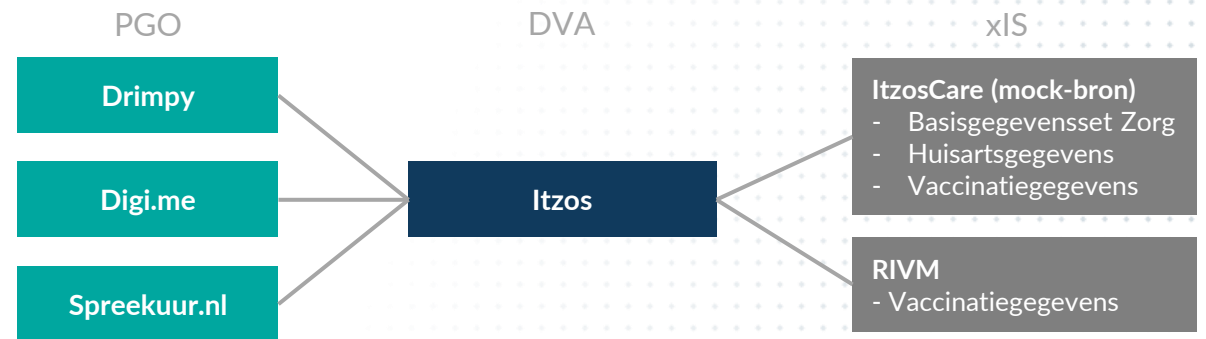 PGO
DVA
xIS
Drimpy
Digi.me
Spreekuur.nl
Itzos
ItzosCare (mock-bron)
- Basisgegevensset Zorg
- Huisartsgegevens
- Vaccinatiegegevens
RIVM
- Vaccinatiegegevens